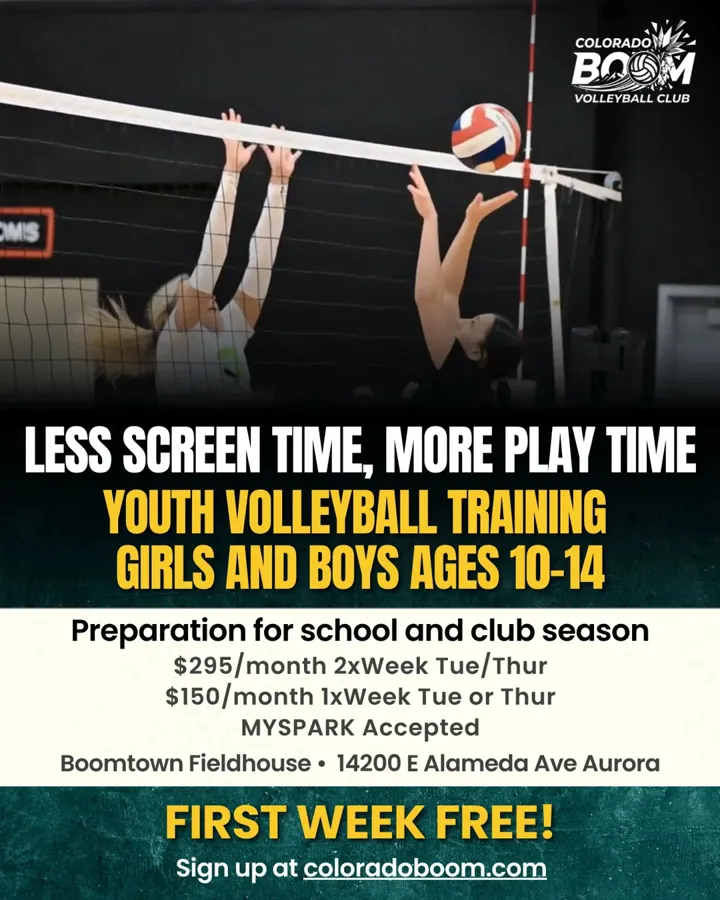 COLORADO
BOOM
VOLLEYBALL CLUB
OMS
LESS SCREEN TIME, MORE PLAY TIME
YOUTH VOLLEYBALL TRAINING
GIRLS AND BOYS AGES 10-14
Preparation for school and club season
$295/month 2xWeek Tue/Thur
$150/month 1xWeek Tue or Thur
MYSPARK Accepted
Boomtown Fieldhouse • 14200 E Alameda Ave Aurora
FIRST WEEK FREE!
Sign up at coloradoboom.com